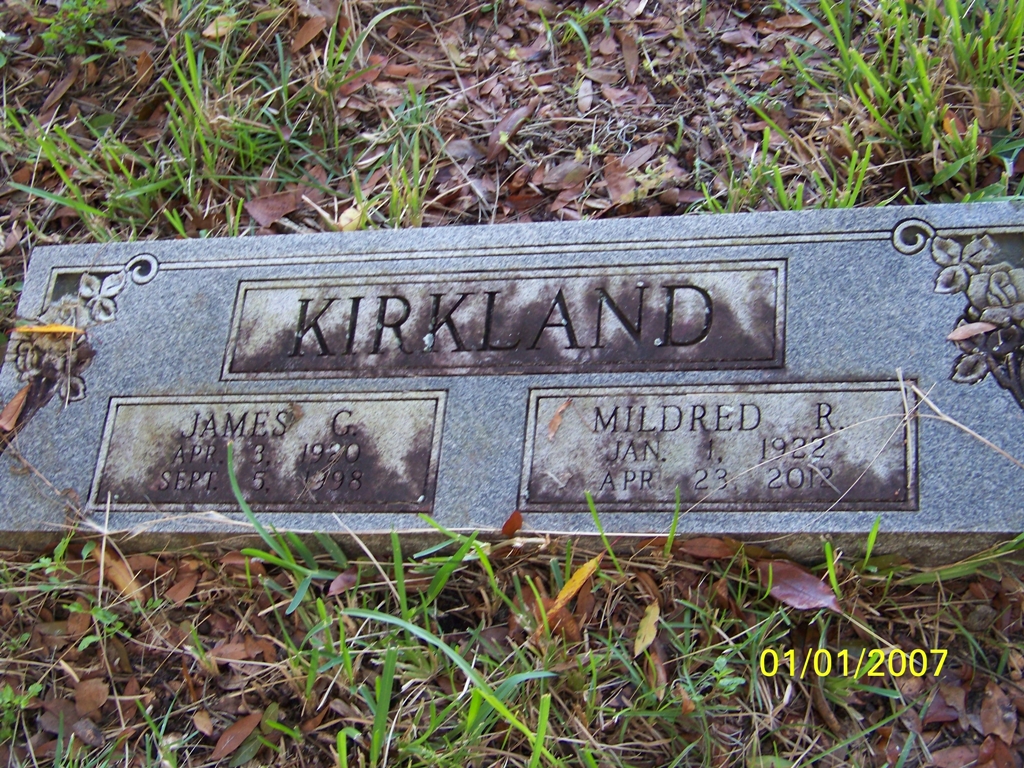 KIRKLAND
JAMES G.
APR. 3, 1920
SEPT. 5, 1998
MILDRED R.
JAN. 1, 1922
APR. 23, 2012
01/01/2007